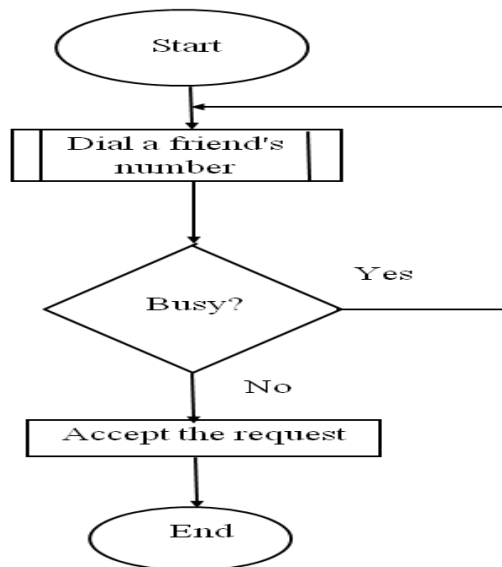 Start
Dial a friend's
number
Busy?
Yes
No
Accept the request
End